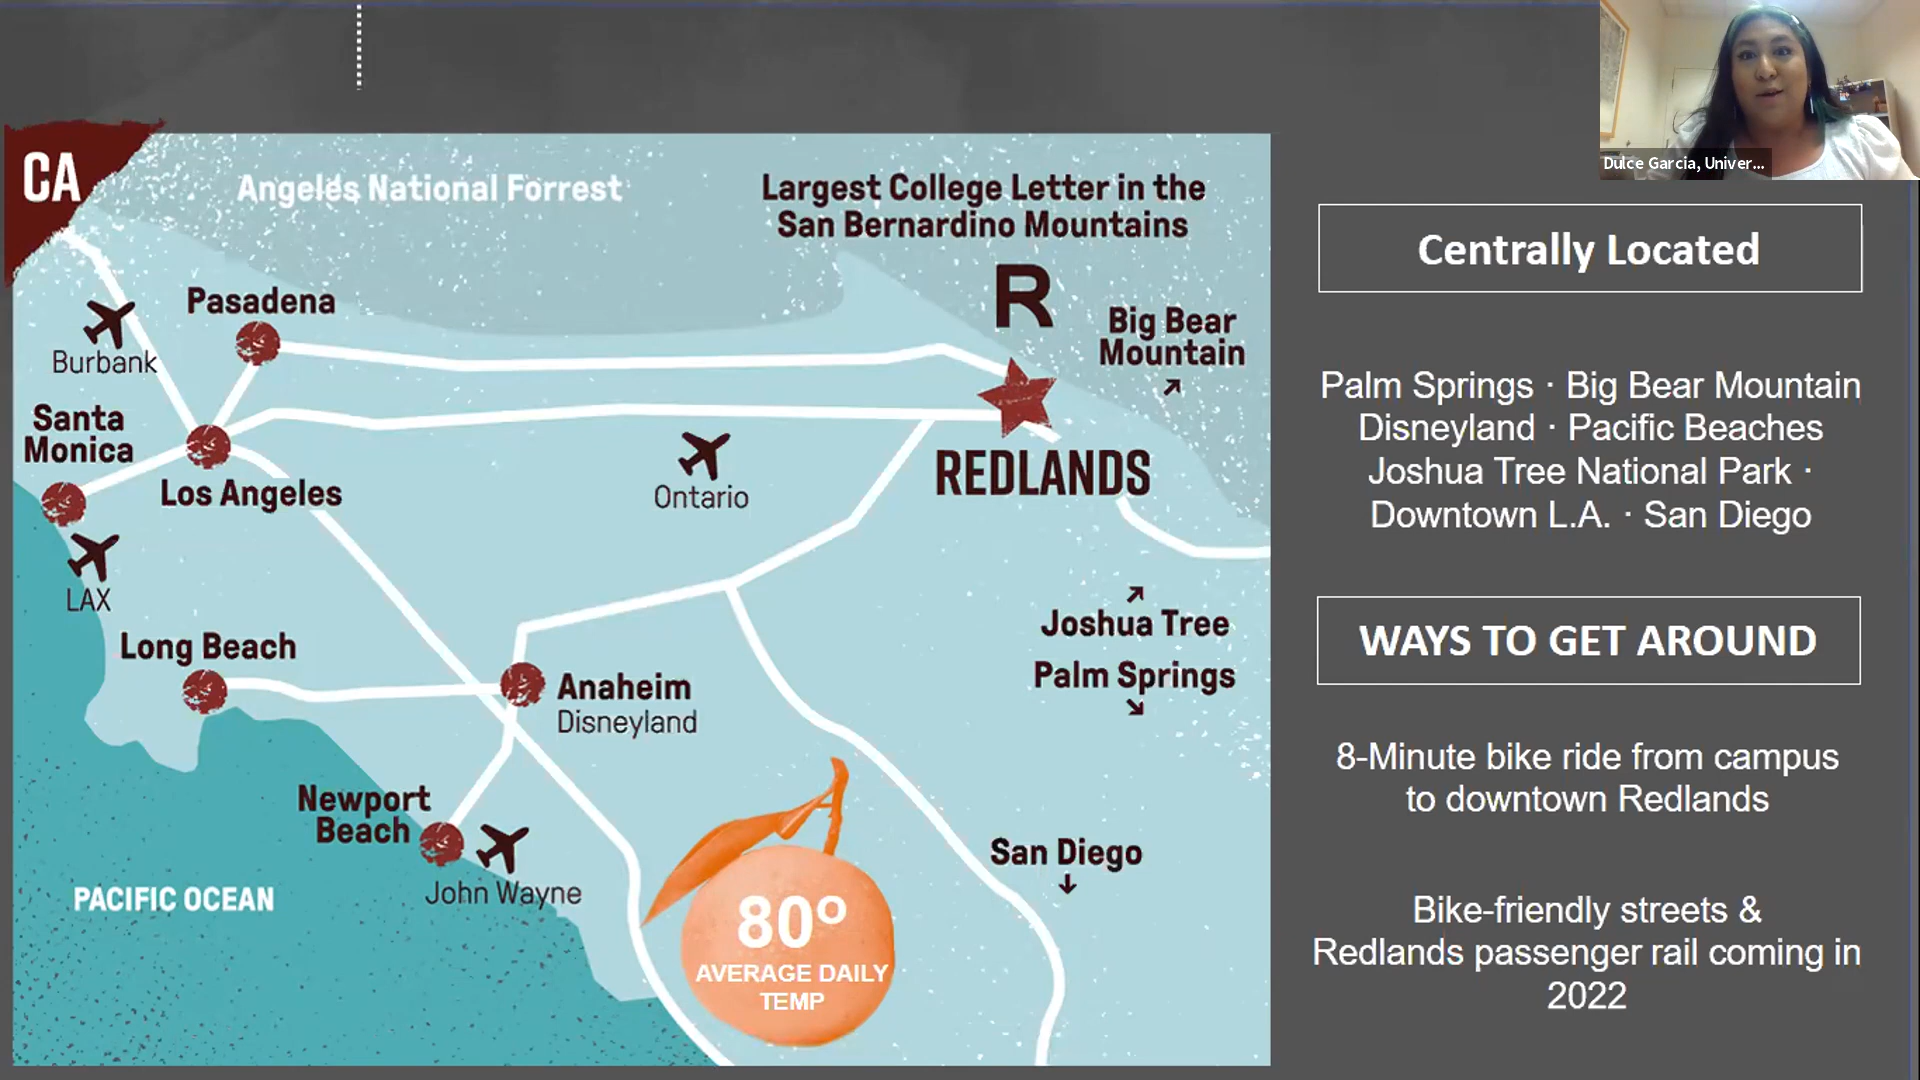 Dulce Garcia, Univer...
CA
Angeles National Forrest
Largest College Letter in the
San Bernardino Mountains
R
Big Bear
Mountain
Pasadena
Burbank
Santa
Monica
Los Angeles
Ontario
REDLANDS
LAX
Long Beach
Joshua Tree
Palm Springs
Anaheim
Disneyland
Newport
Beach
John Wayne
San Diego
PACIFIC OCEAN
80º
AVERAGE DAILY
TEMP
Centrally Located
Palm Springs · Big Bear Mountain
Disneyland · Pacific Beaches
Joshua Tree National Park ·
Downtown L.A. · San Diego
WAYS TO GET AROUND
8-Minute bike ride from campus
to downtown Redlands
Bike-friendly streets &
Redlands passenger rail coming in
2022